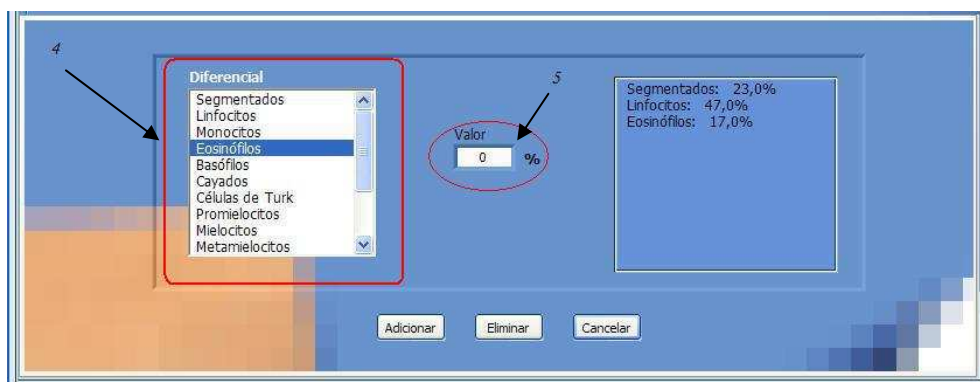 4
Diferencial
Segmentados
Linfocitos
Monocitos
Eosinófilos
Basófilos
Cayados
Células de Turk
Promielocitos
Mielocitos
Metamielocitos
5
Valor
0 %
Segmentados: 23,0%
Linfocitos: 47,0%
Eosinófilos: 17,0%
Adicionar Eliminar Cancelar